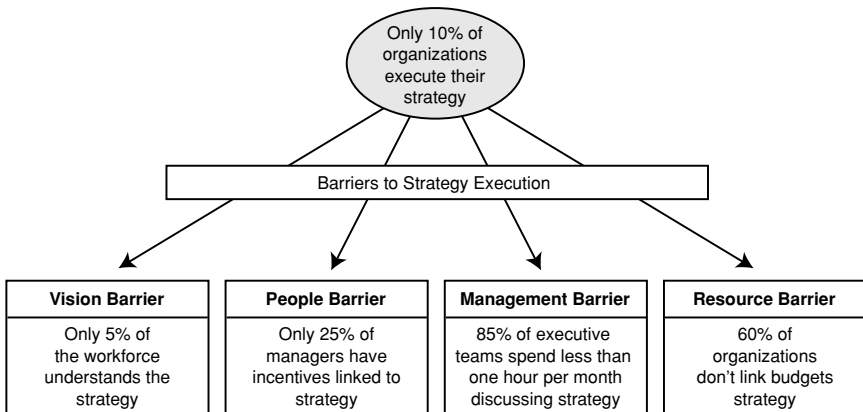 Only 10% of
organizations
execute their
strategy
Barriers to Strategy Execution
Vision Barrier
Only 5% of
the workforce
understands the
strategy
People Barrier
Only 25% of
managers have
incentives linked to
strategy
Management Barrier
85% of executive
teams spend less than
one hour per month
discussing strategy
Resource Barrier
60% of
organizations
don't link budgets
strategy